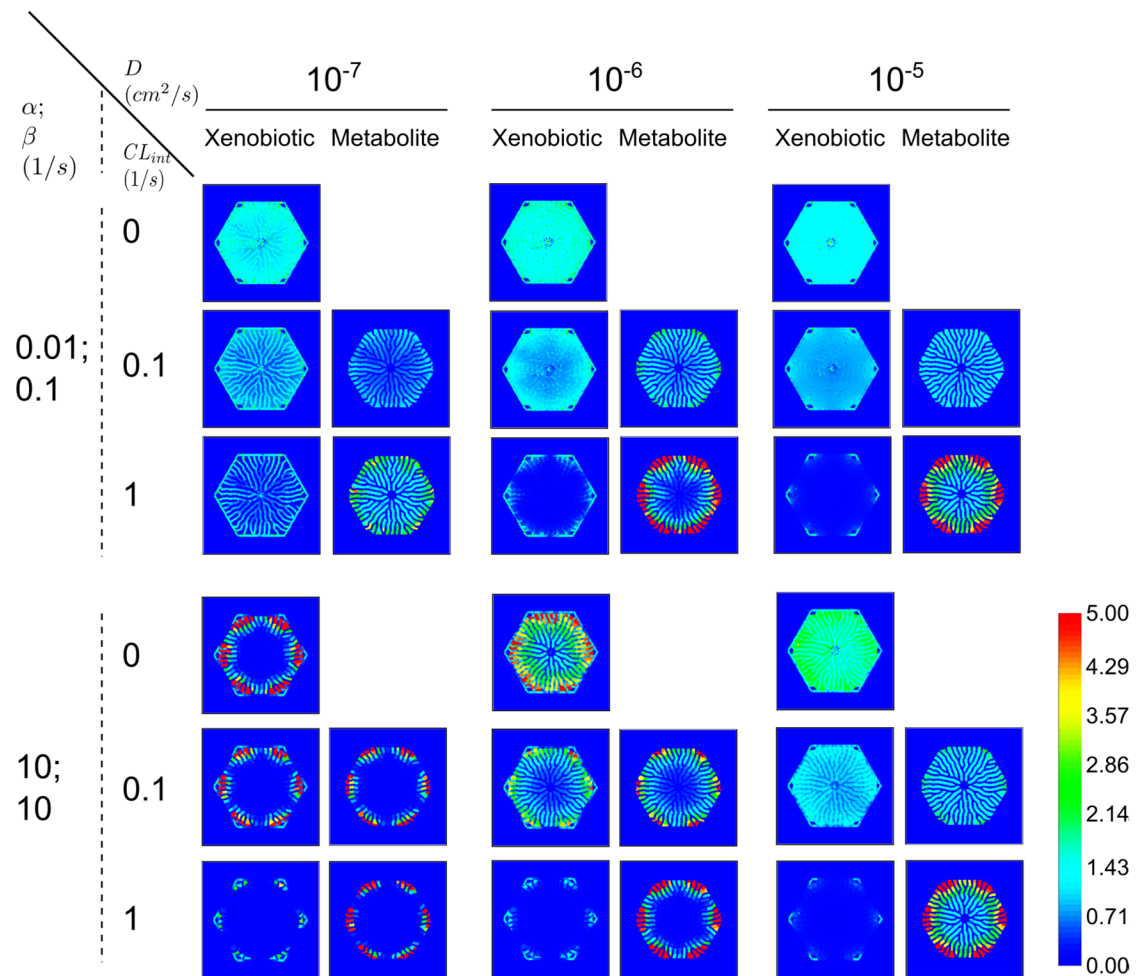 D
(cm²/s)
10⁻⁷ 10⁻⁶ 10⁻⁵
α;
β
(1/s)
CL_int
(1/s)
Xenobiotic Metabolite Xenobiotic Metabolite Xenobiotic Metabolite
0
0.01;
0.1
0.1
1
0
10;
10
0.1
1
5.00
4.29
3.57
2.86
2.14
1.43
0.71
0.00